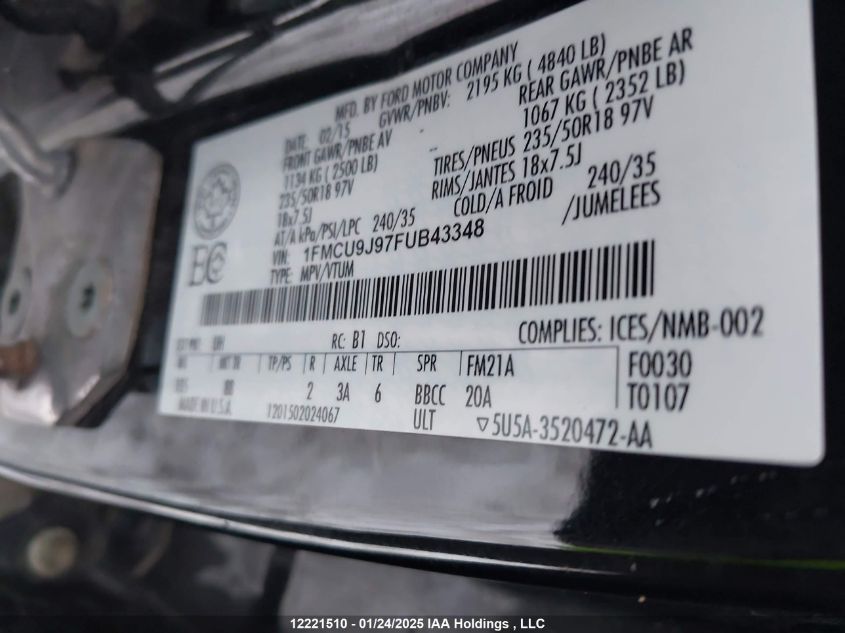 MFD. BY FORD MOTOR COMPANY
DATE: 02/15 GVWR/PNBV: 2195 KG ( 4840 LB)
FRONT GAWR/PNBE AV REAR GAWR/PNBE AR
1134 KG ( 2500 LB) 1067 KG ( 2352 LB)
235/50R18 97V TIRES/PNEUS 235/50R18 97V
18x7.5J RIMS/JANTES 18x7.5J
AT/A kPa/PSI/LPC 240/35 COLD/A FROID 240/35
VIN: 1FMCU9J97FUB43348 /JUMELEES
TYPE: MPV/VTUM
EC
COMPLIES: ICES/NMB-002
RC: B1 DSO:
TP/PS R AXLE TR SPR FM21A F0030
2 3A 6 BBCC 20A T0107
MADE IN U.S.A. 1201502024067 ULT 5U5A-3520472-AA
12221510 - 01/24/2025 IAA Holdings , LLC